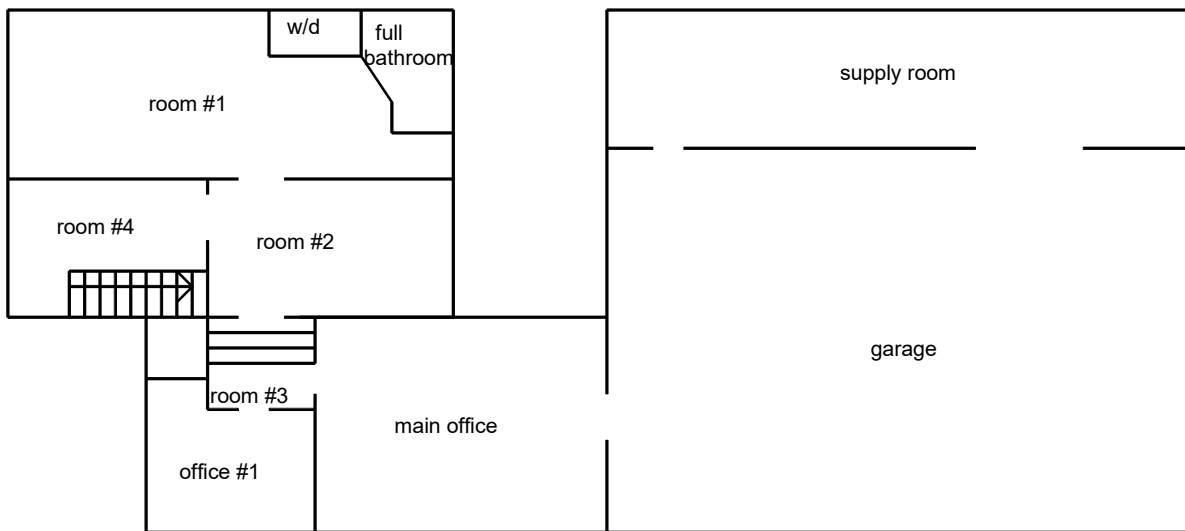 w/d
full
bathroom
supply room
room #1
room #4
room #2
garage
room #3
main office
office #1